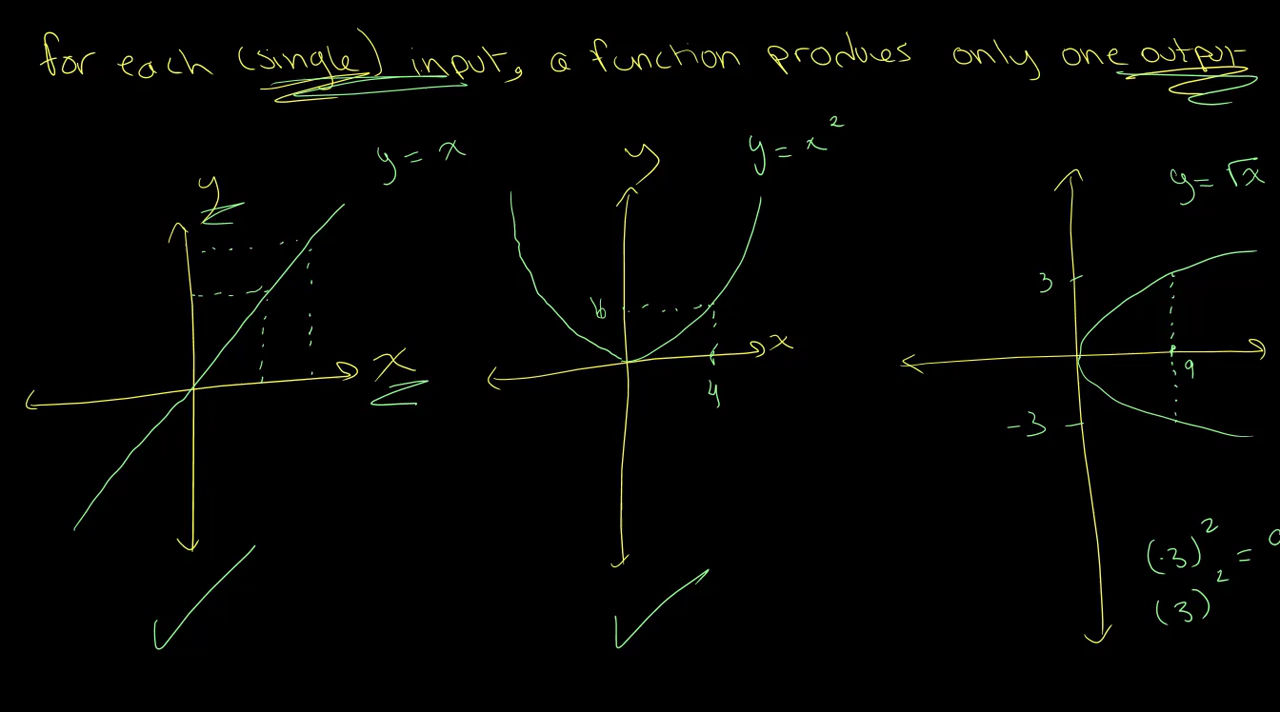 for each (single) input, a function produces only one output
y = x
y
x
y = x²
y
x
16
4
y = √x
3
-3
9
(-3)² =
(3)²